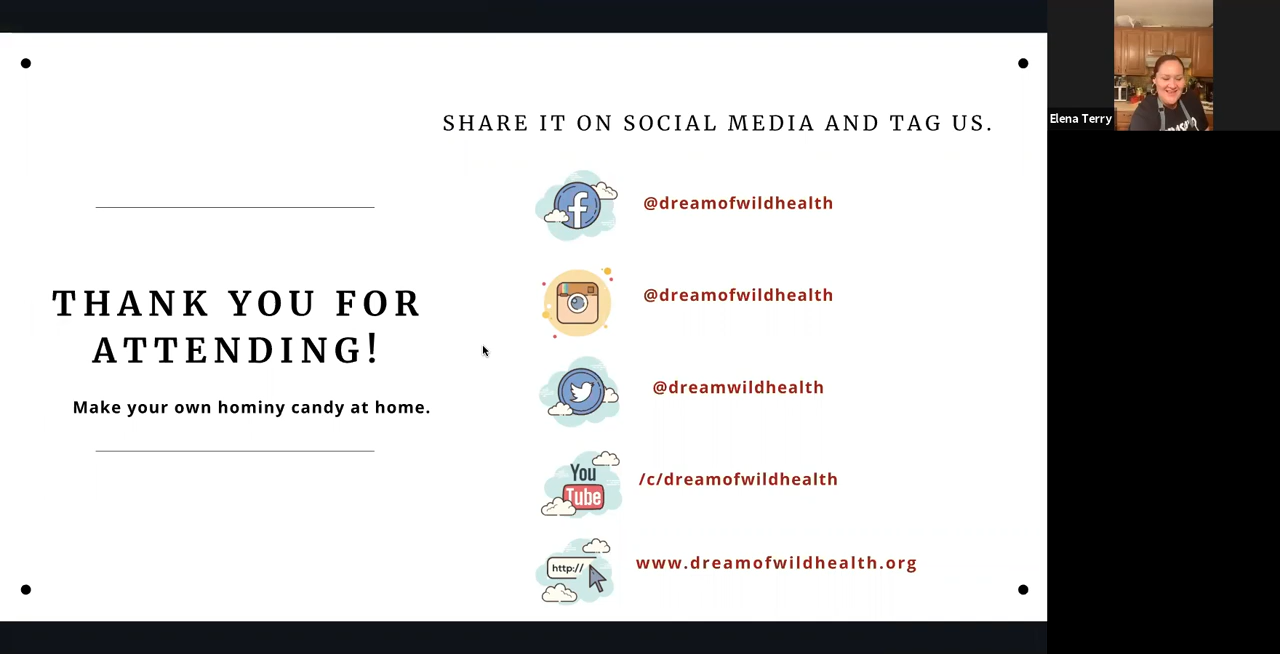 SHARE IT ON SOCIAL MEDIA AND TAG US.
THANK YOU FOR
ATTENDING!
Make your own hominy candy at home.
@dreamofwildhealth
@dreamofwildhealth
@dreamwildhealth
You
Tube
/c/dreamofwildhealth
http://
www.dreamofwildhealth.org
Elena Terry